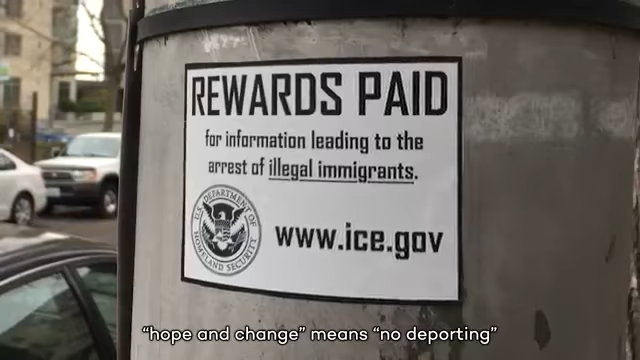 REWARDS PAID
for information leading to the
arrest of illegal immigrants.
U.S. DEPARTMENT OF
HOMELAND SECURITY
www.ice.gov
“hope and change” means “no deporting”